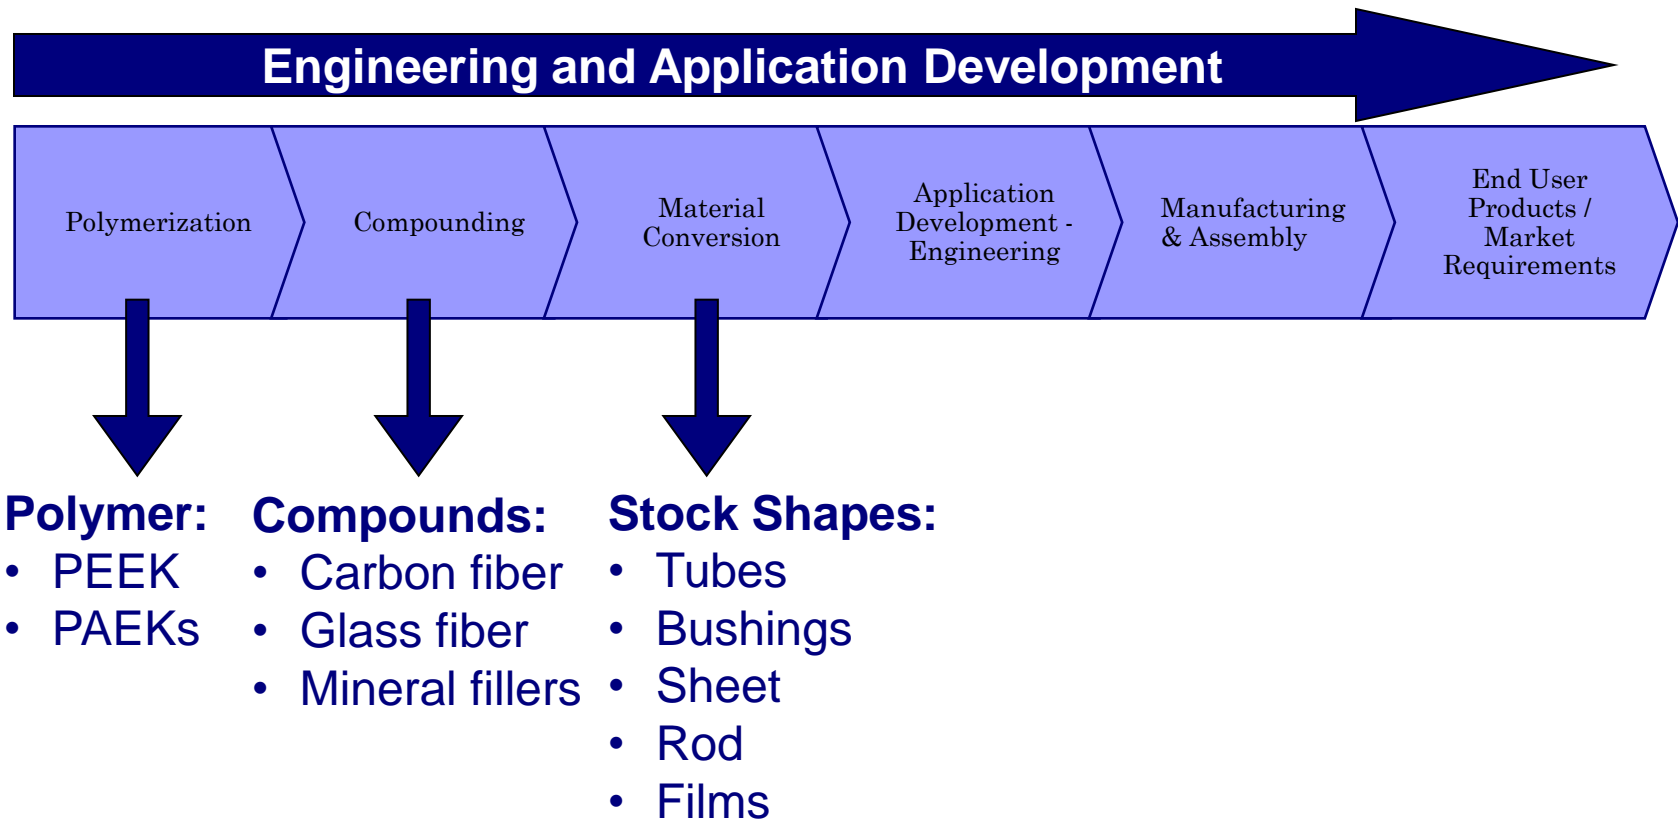 Engineering and Application Development
Polymerization
Compounding
Material
Conversion
Application
Development -
Engineering
Manufacturing
& Assembly
End User
Products /
Market
Requirements
Polymer:
• PEEK
• PAEKs
Compounds:
• Carbon fiber
• Glass fiber
• Mineral fillers
Stock Shapes:
• Tubes
• Bushings
• Sheet
• Rod
• Films